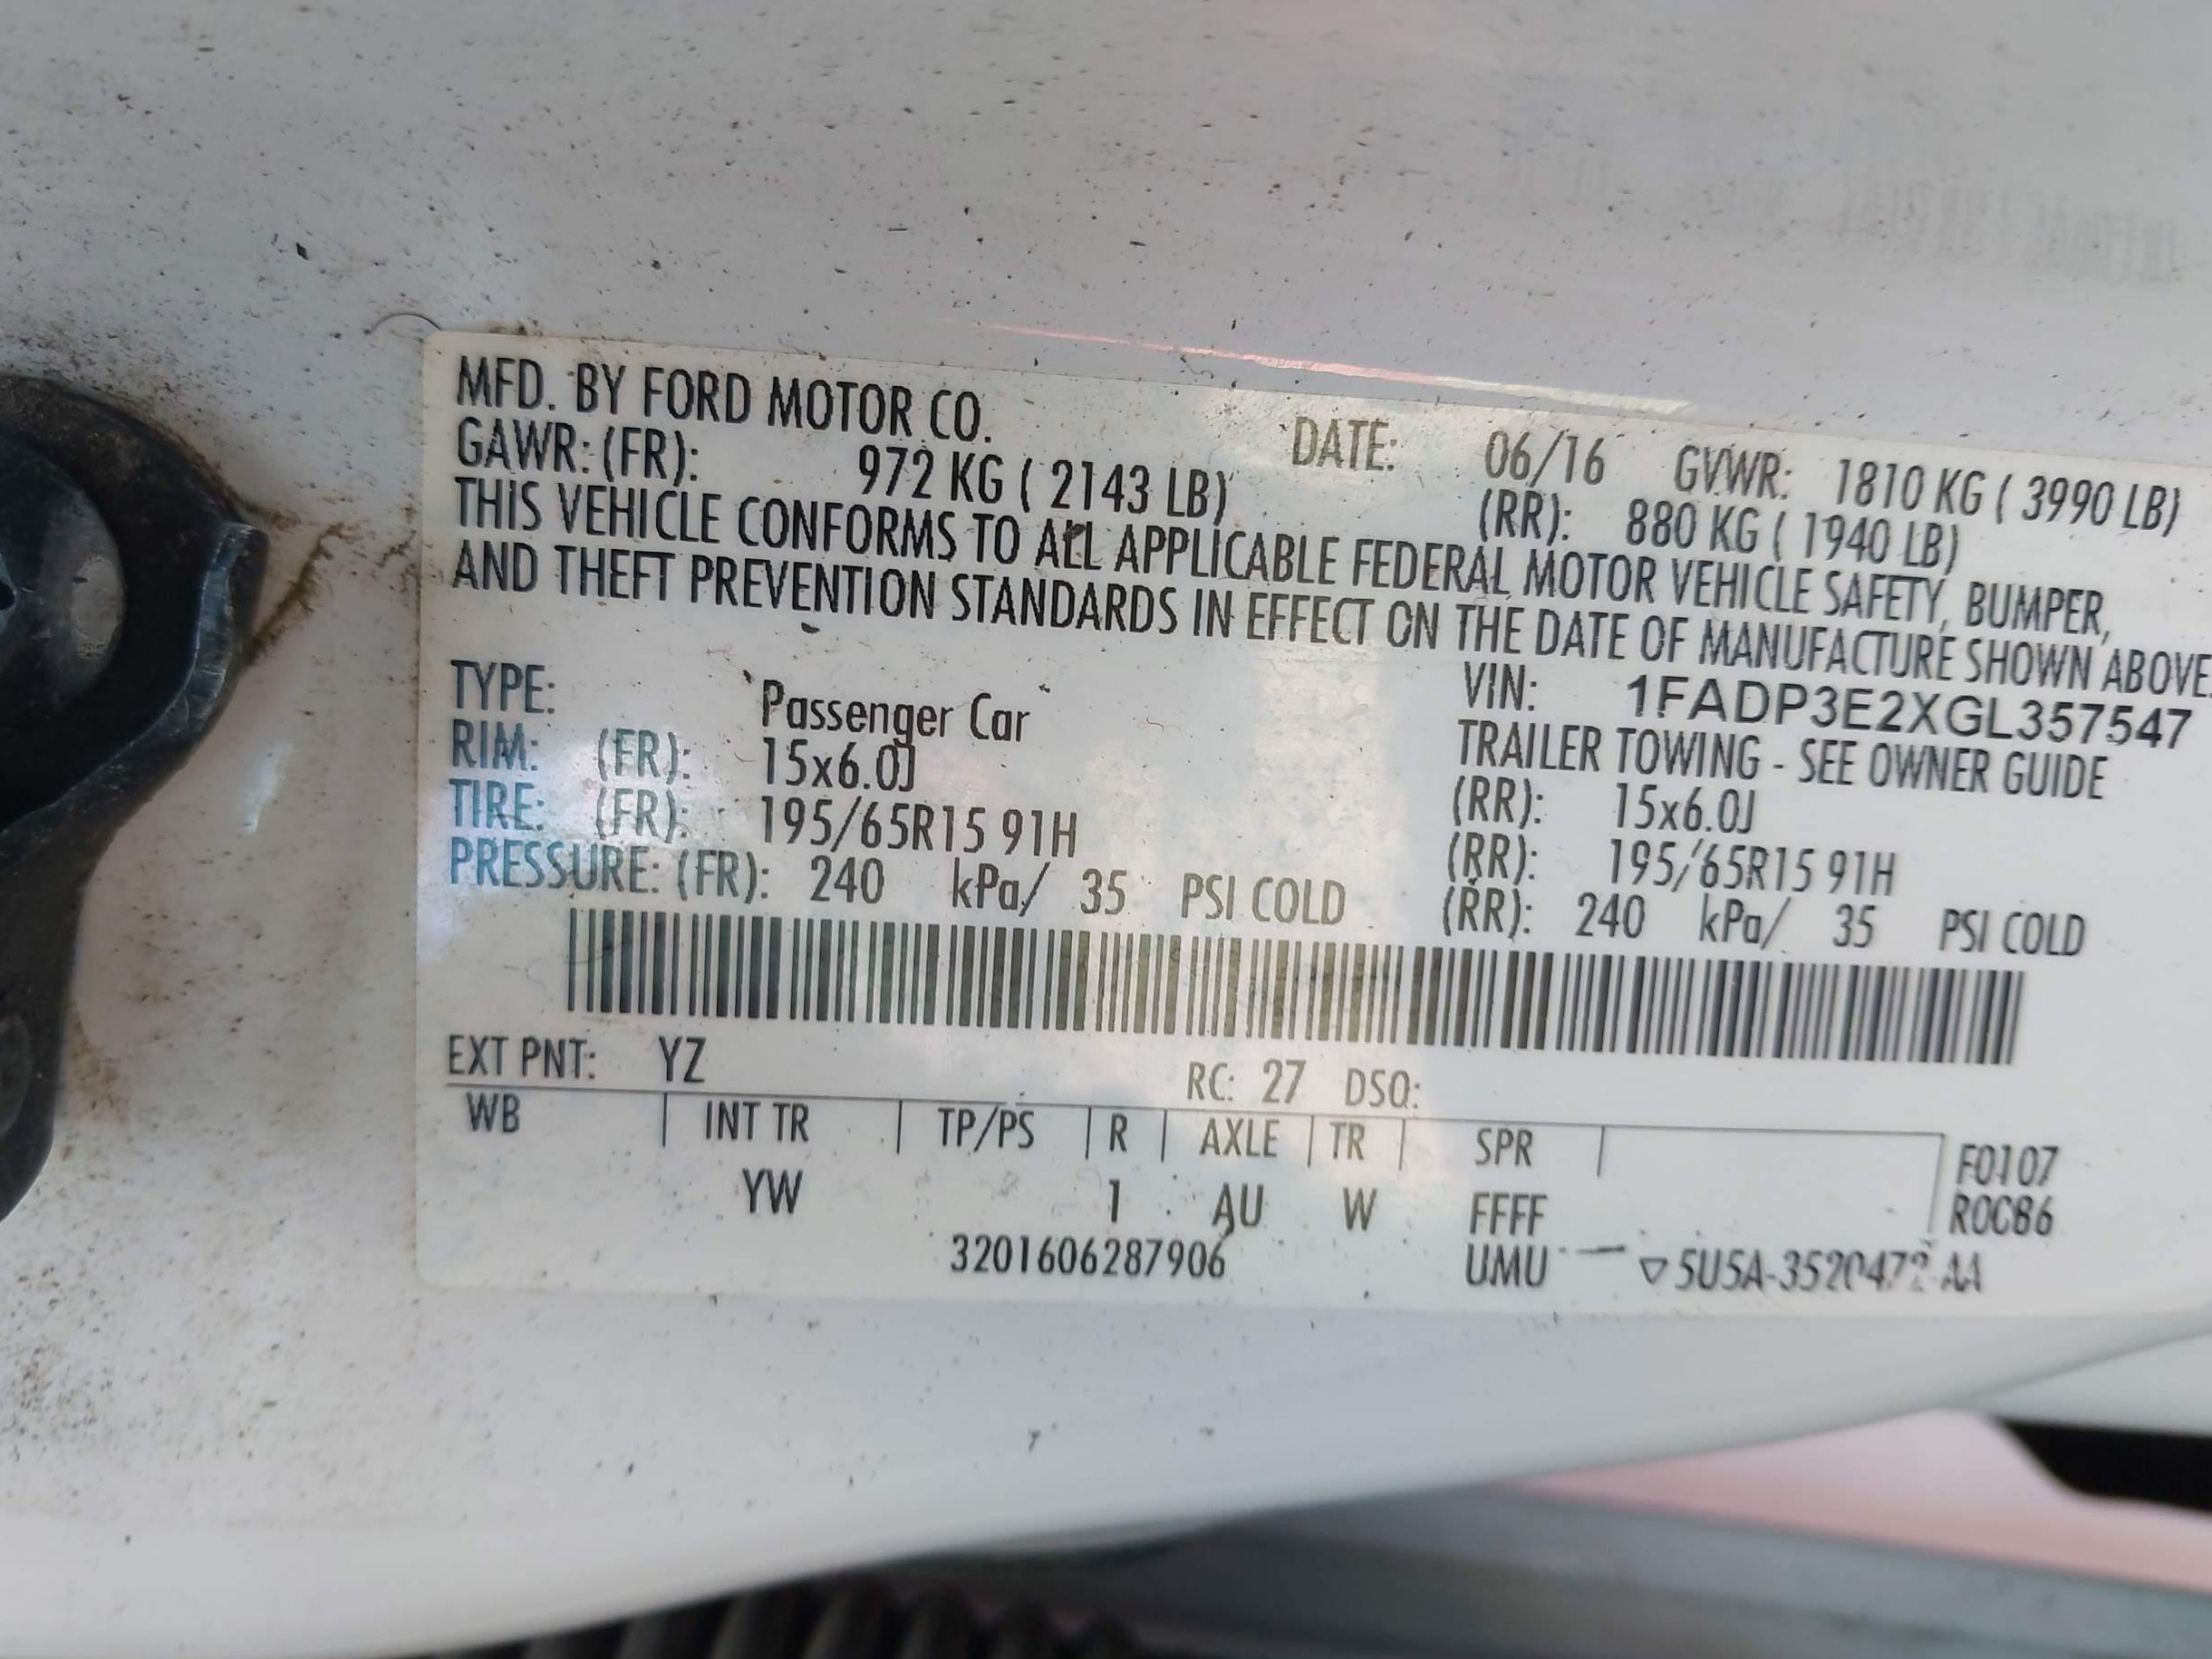 MFD. BY FORD MOTOR CO. DATE: 06/16 GVWR: 1810 KG ( 3990 LB)
GAWR: (FR): 972 KG ( 2143 LB) (RR): 880 KG ( 1940 LB)
THIS VEHICLE CONFORMS TO ALL APPLICABLE FEDERAL MOTOR VEHICLE SAFETY, BUMPER,
AND THEFT PREVENTION STANDARDS IN EFFECT ON THE DATE OF MANUFACTURE SHOWN ABOVE.
VIN: 1FADP3E2XGL357547
TYPE: Passenger Car TRAILER TOWING - SEE OWNER GUIDE
RIM: (FR): 15x6.0J (RR): 15x6.0J
TIRE: (FR): 195/65R15 91H (RR): 195/65R15 91H
PRESSURE: (FR): 240 kPa/ 35 PSI COLD (RR): 240 kPa/ 35 PSI COLD
EXT PNT: YZ RC: 27 DSO:
WB | INT TR | TP/PS | R | AXLE | TR | SPR | F0107
YW 1 AU W FFFF R0C86
3201606287906 UMU ▽5U5A-3520472-AA